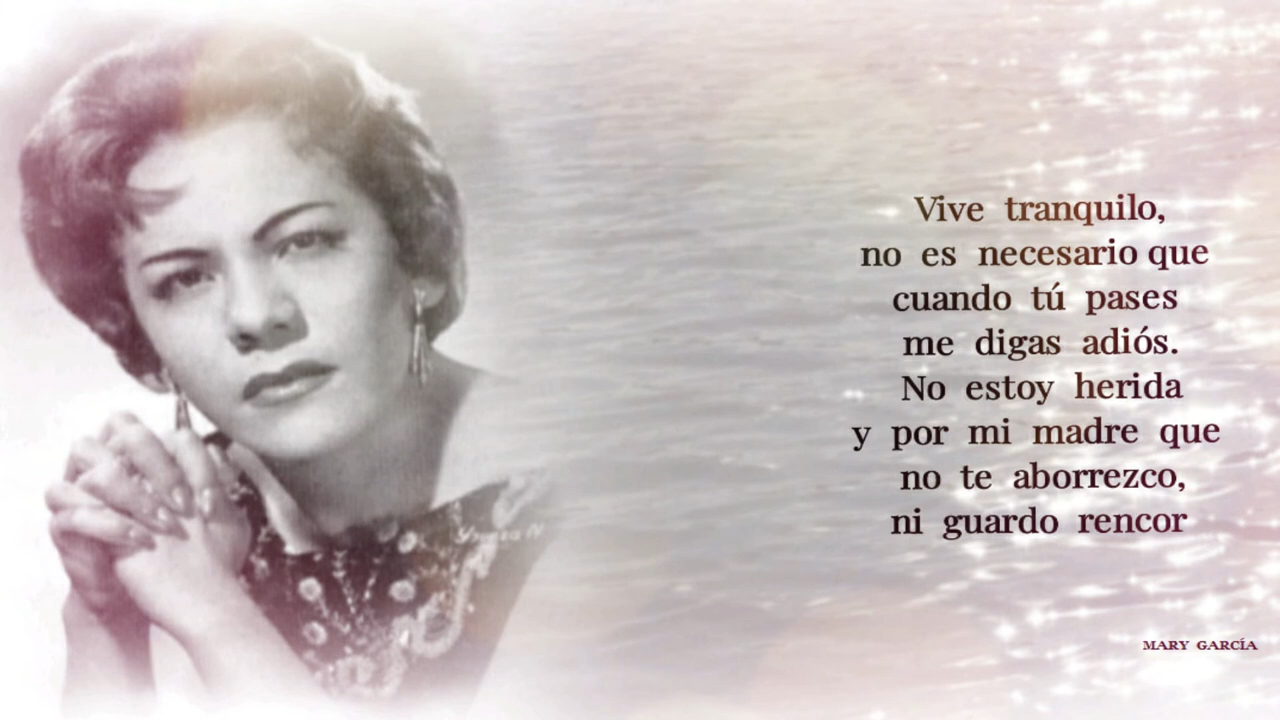 Vive tranquilo,
no es necesario que
cuando tú pases
me digas adiós.
No estoy herida
y por mi madre que
no te aborrezco,
ni guardo rencor
MARY GARCÍA